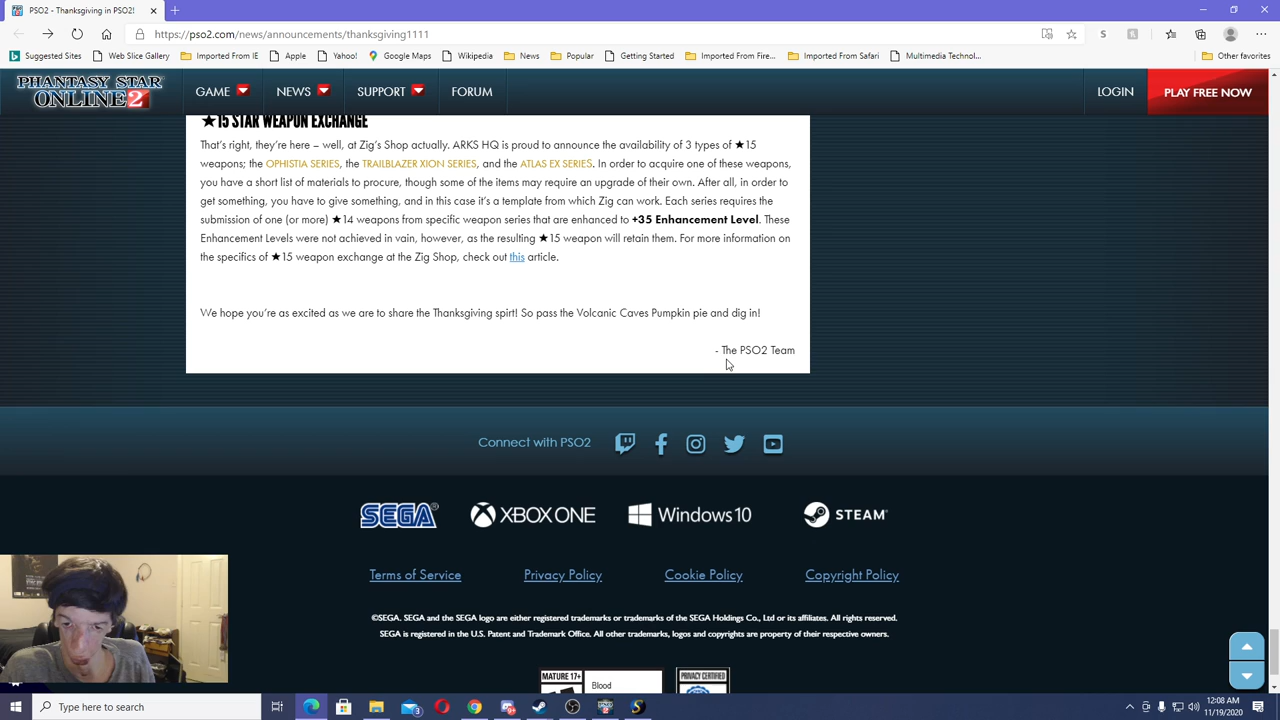 PSO2 - Thanksgiving in PSO2!
https://pso2.com/news/announcements/thanksgiving1111
Suggested Sites Web Slice Gallery Imported From IE Apple Yahoo! Google Maps Wikipedia News Popular Getting Started Imported From Fire... Imported From Safari Multimedia Technol... Other favorites
PHANTASY STAR
ONLINE 2
GAME NEWS SUPPORT FORUM LOGIN PLAY FREE NOW
★15 STAR WEAPON EXCHANGE
That's right, they're here – well, at Zig's Shop actually. ARKS HQ is proud to announce the availability of 3 types of ★15
weapons; the OPHISTIA SERIES, the TRAILBLAZER XION SERIES, and the ATLAS EX SERIES. In order to acquire one of these weapons,
you have a short list of materials to procure, though some of the items may require an upgrade of their own. After all, in order to
get something, you have to give something, and in this case it's a template from which Zig can work. Each series requires the
submission of one (or more) ★14 weapons from specific weapon series that are enhanced to +35 Enhancement Level. These
Enhancement Levels were not achieved in vain, however, as the resulting ★15 weapon will retain them. For more information on
the specifics of ★15 weapon exchange at the Zig Shop, check out this article.
We hope you're as excited as we are to share the Thanksgiving spirt! So pass the Volcanic Caves Pumpkin pie and dig in!
- The PSO2 Team
Connect with PSO2
SEGA XBOX ONE Windows 10 STEAM
Terms of Service Privacy Policy Cookie Policy Copyright Policy
©SEGA. SEGA and the SEGA logo are either registered trademarks or trademarks of the SEGA Holdings Co., Ltd or its affiliates. All rights reserved.
SEGA is registered in the U.S. Patent and Trademark Office. All other trademarks, logos and copyrights are property of their respective owners.
MATURE 17+ Blood PRIVACY CERTIFIED
Type here to search
12:08 AM
11/19/2020